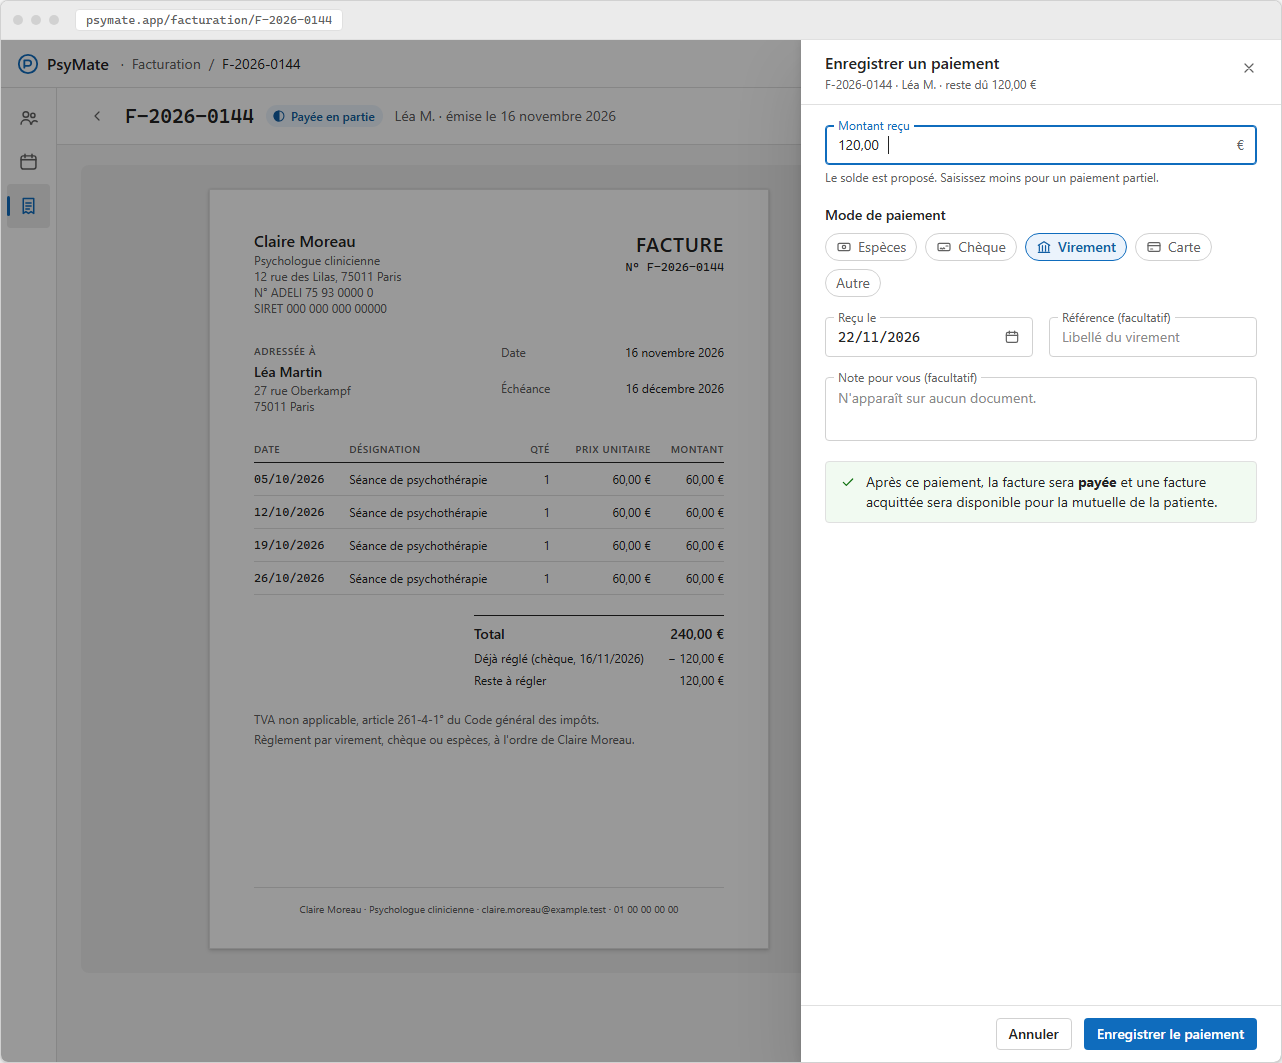 psymate.app/facturation/F-2026-0144
PsyMate · Facturation / F-2026-0144
F-2026-0144 Payée en partie Léa M. · émise le 16 novembre 2026
Claire Moreau
Psychologue clinicienne
12 rue des Lilas, 75011 Paris
N° ADELI 75 93 0000 0
SIRET 000 000 000 00000
FACTURE
N° F-2026-0144
ADRESSÉE À
Léa Martin
27 rue Oberkampf
75011 Paris
Date 16 novembre 2026
Échéance 16 décembre 2026
DATE DÉSIGNATION QTÉ PRIX UNITAIRE MONTANT
05/10/2026 Séance de psychothérapie 1 60,00 € 60,00 €
12/10/2026 Séance de psychothérapie 1 60,00 € 60,00 €
19/10/2026 Séance de psychothérapie 1 60,00 € 60,00 €
26/10/2026 Séance de psychothérapie 1 60,00 € 60,00 €
Total 240,00 €
Déjà réglé (chèque, 16/11/2026) − 120,00 €
Reste à régler 120,00 €
TVA non applicable, article 261-4-1° du Code général des impôts.
Règlement par virement, chèque ou espèces, à l'ordre de Claire Moreau.
Claire Moreau · Psychologue clinicienne · claire.moreau@example.test · 01 00 00 00 00
Enregistrer un paiement
F-2026-0144 · Léa M. · reste dû 120,00 €
Montant reçu
120,00 €
Le solde est proposé. Saisissez moins pour un paiement partiel.
Mode de paiement
Espèces Chèque Virement Carte
Autre
Reçu le
22/11/2026
Référence (facultatif)
Libellé du virement
Note pour vous (facultatif)
N'apparaît sur aucun document.
Après ce paiement, la facture sera payée et une facture
acquittée sera disponible pour la mutuelle de la patiente.
Annuler Enregistrer le paiement